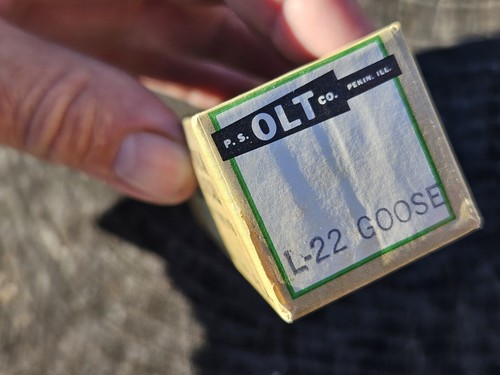 P. S. OLT CO. PEKIN. ILL.
L-22 GOOSE